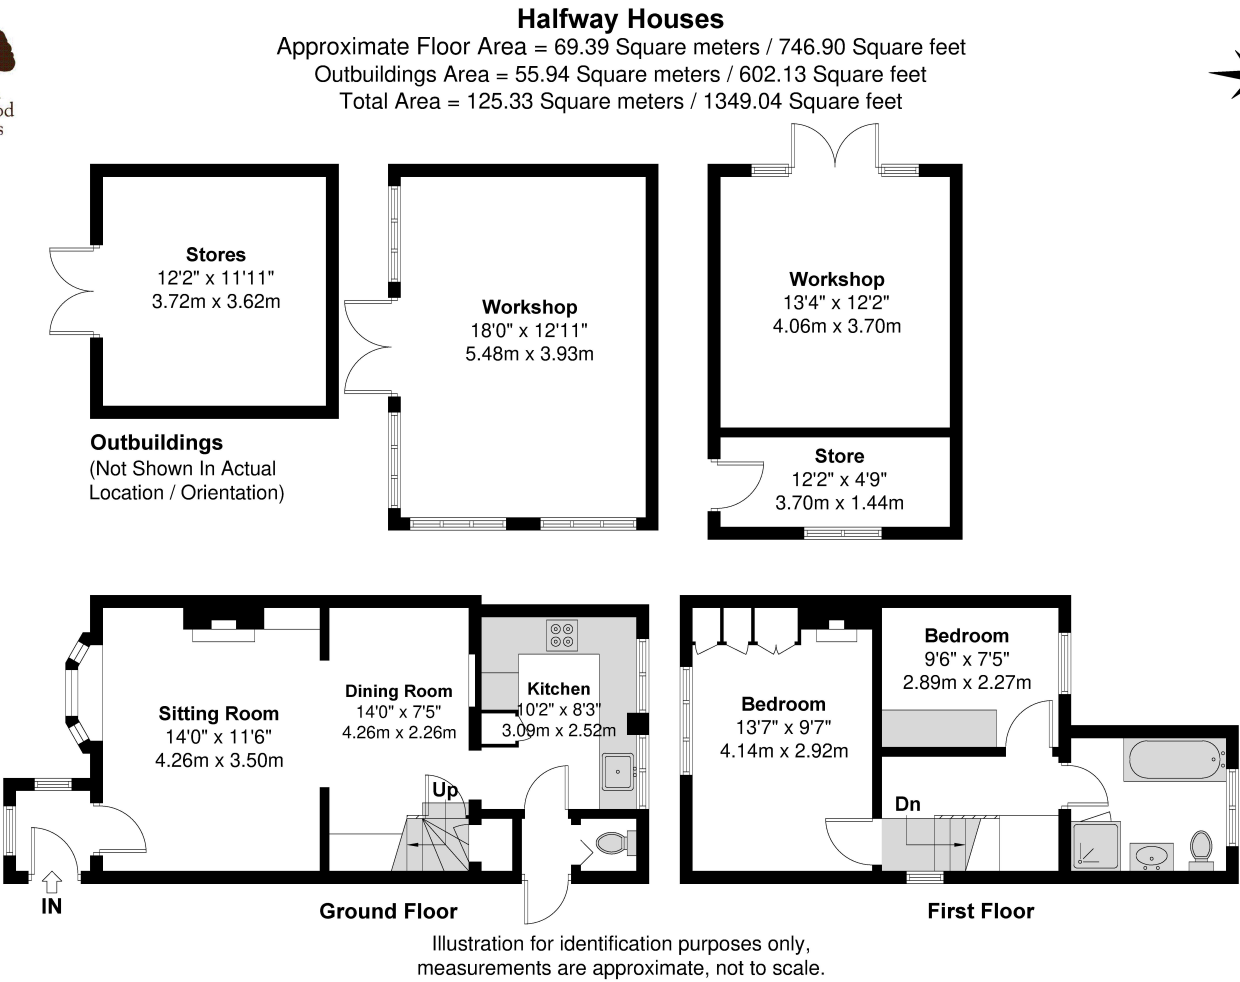 Halfway Houses
Approximate Floor Area = 69.39 Square meters / 746.90 Square feet
Outbuildings Area = 55.94 Square meters / 602.13 Square feet
Total Area = 125.33 Square meters / 1349.04 Square feet
Stores
12'2" x 11'11"
3.72m x 3.62m
Workshop
18'0" x 12'11"
5.48m x 3.93m
Workshop
13'4" x 12'2"
4.06m x 3.70m
Store
12'2" x 4'9"
3.70m x 1.44m
Outbuildings
(Not Shown In Actual
Location / Orientation)
Sitting Room
14'0" x 11'6"
4.26m x 3.50m
Dining Room
14'0" x 7'5"
4.26m x 2.26m
Kitchen
10'2" x 8'3"
3.09m x 2.52m
Up
IN
Ground Floor
Bedroom
13'7" x 9'7"
4.14m x 2.92m
Bedroom
9'6" x 7'5"
2.89m x 2.27m
Dn
First Floor
Illustration for identification purposes only,
measurements are approximate, not to scale.